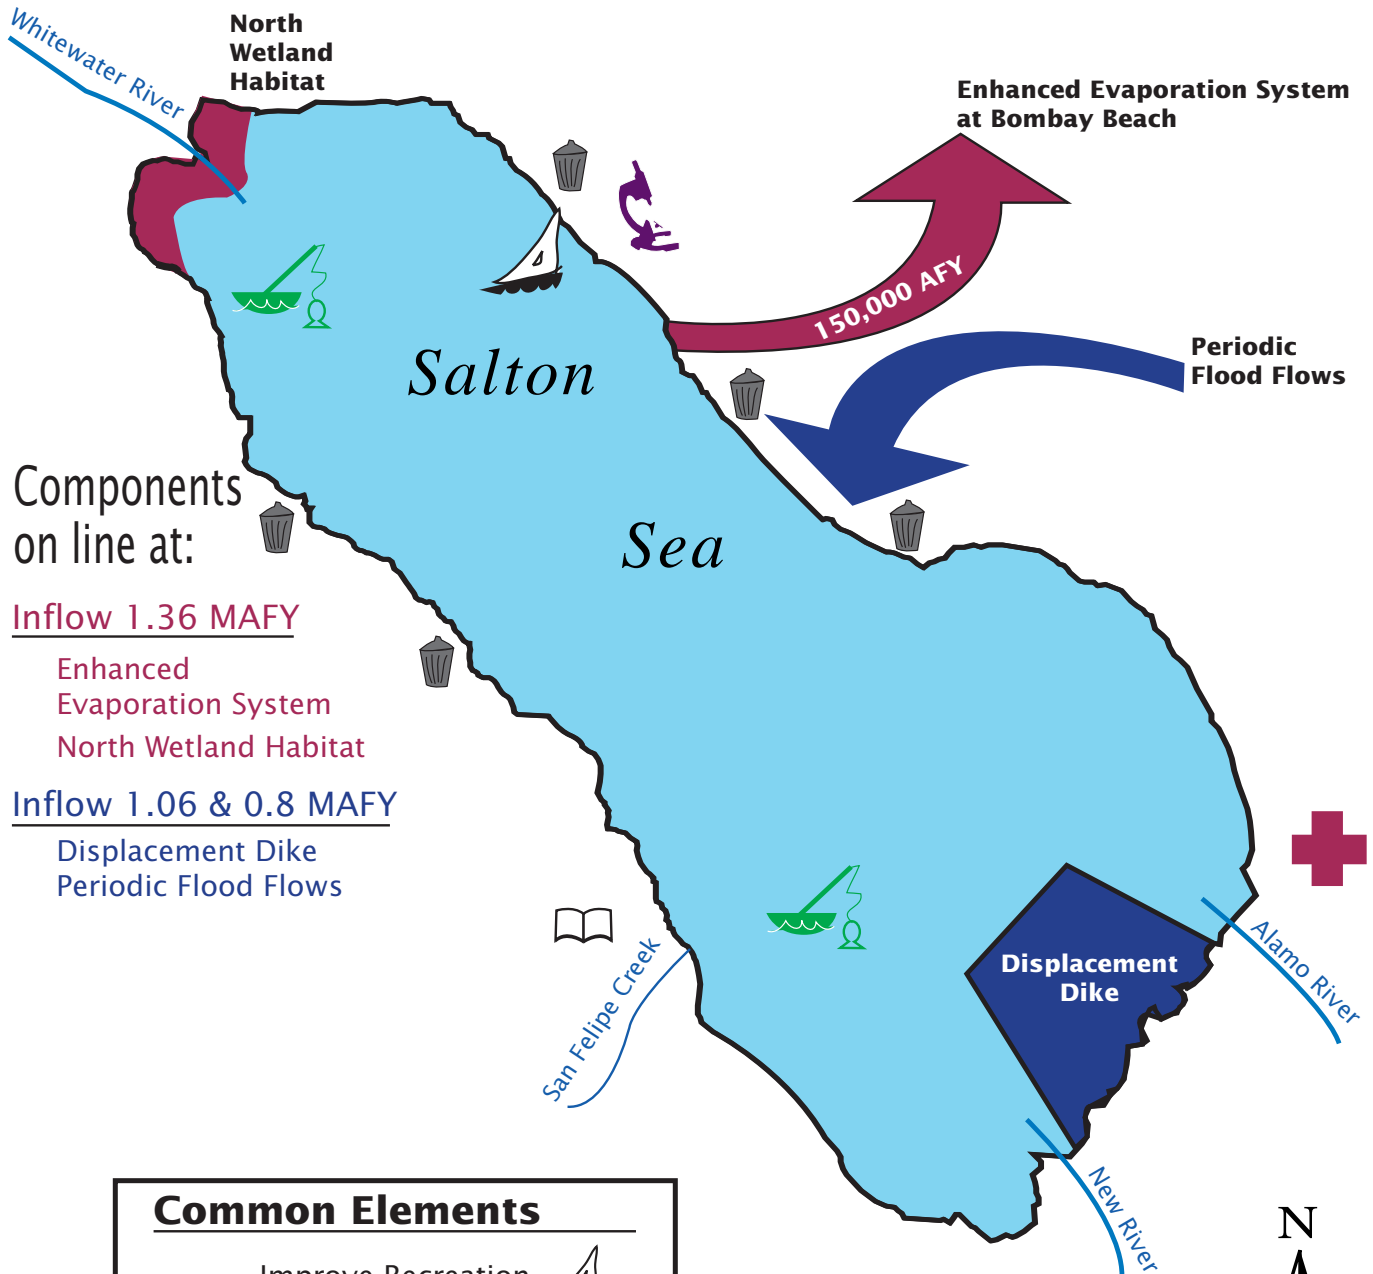 Whitewater River
North
Wetland
Habitat
Enhanced Evaporation System
at Bombay Beach
150,000 AFY
Periodic
Flood Flows
Salton
Sea
Components
on line at:
Inflow 1.36 MAFY
Enhanced
Evaporation System
North Wetland Habitat
Inflow 1.06 & 0.8 MAFY
Displacement Dike
Periodic Flood Flows
Displacement
Dike
Alamo River
San Felipe Creek
New River
Common Elements
Improve Recreation
N